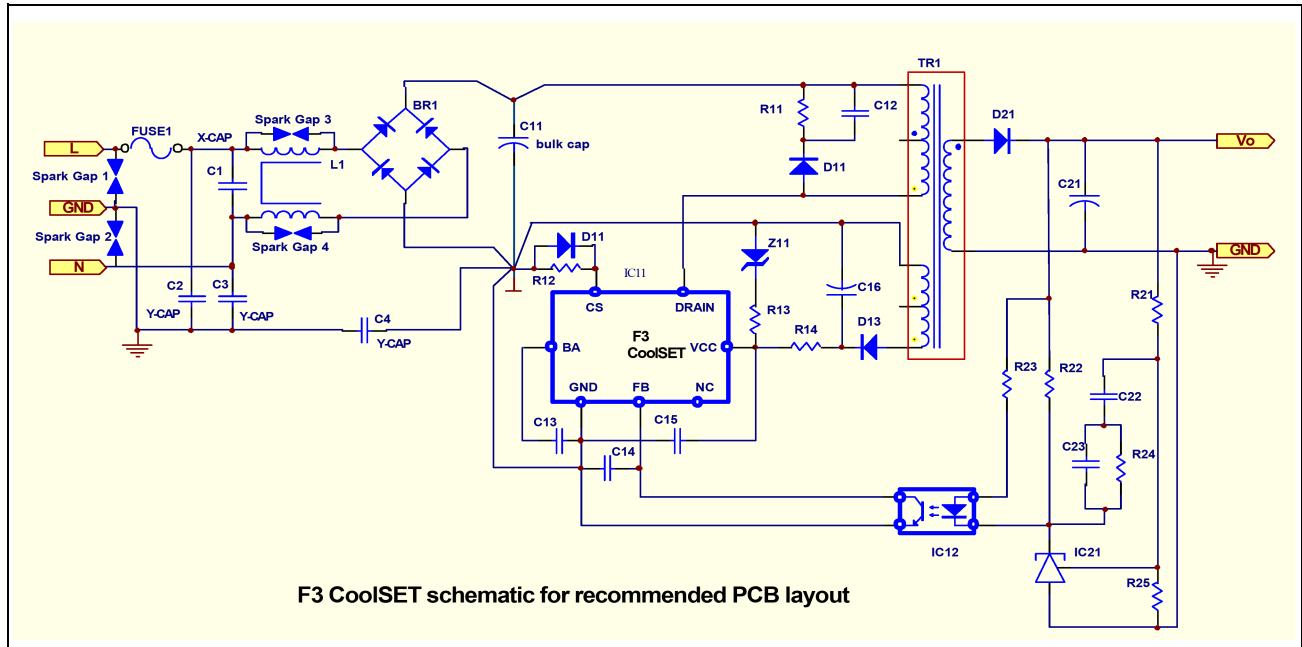 TR1
BR1
Spark Gap 3
FUSE1
X-CAP
L
L1
C11
bulk cap
R11
C12
D11
D21
Vo
Spark Gap 1
C1
C21
GND
Spark Gap 2
Spark Gap 4
N
D11
R12
IC11
Z11
GND
C2
C3
Y-CAP
Y-CAP
C4
Y-CAP
CS
DRAIN
F3
CoolSET
BA
VCC
GND
FB
NC
R13
C16
R14
D13
R21
R23
R22
C22
C13
C14
C15
C23
R24
IC12
IC21
R25
F3 CoolSET schematic for recommended PCB layout